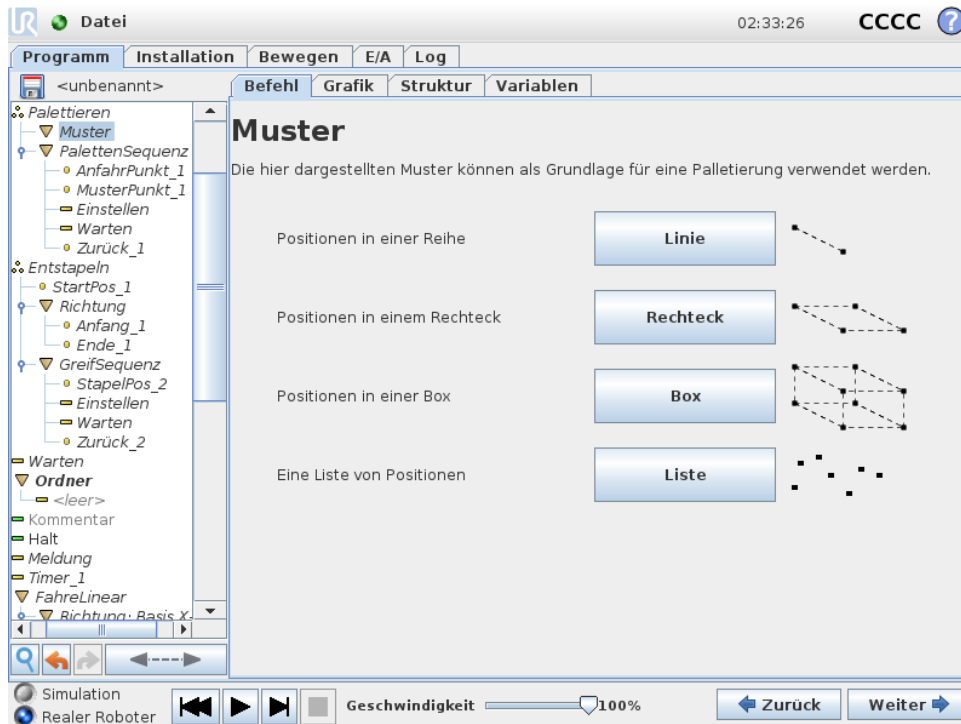 UR Datei 02:33:26 CCCC ?
Programm Installation Bewegen E/A Log
<unbenannt> Befehl Grafik Struktur Variablen
Palettieren
Muster
PalettenSequenz
AnfahrPunkt_1
MusterPunkt_1
Einstellen
Warten
Zurück_1
Entstapeln
StartPos_1
Richtung
Anfang_1
Ende_1
GreifSequenz
StapelPos_2
Einstellen
Warten
Zurück_2
Warten
Ordner
<leer>
Kommentar
Halt
Meldung
Timer_1
FahreLinear
Richtung: Basis X-
Muster
Die hier dargestellten Muster können als Grundlage für eine Palletierung verwendet werden.
Positionen in einer Reihe Linie
Positionen in einem Rechteck Rechteck
Positionen in einer Box Box
Eine Liste von Positionen Liste
Simulation
Realer Roboter
Geschwindigkeit 100% Zurück Weiter